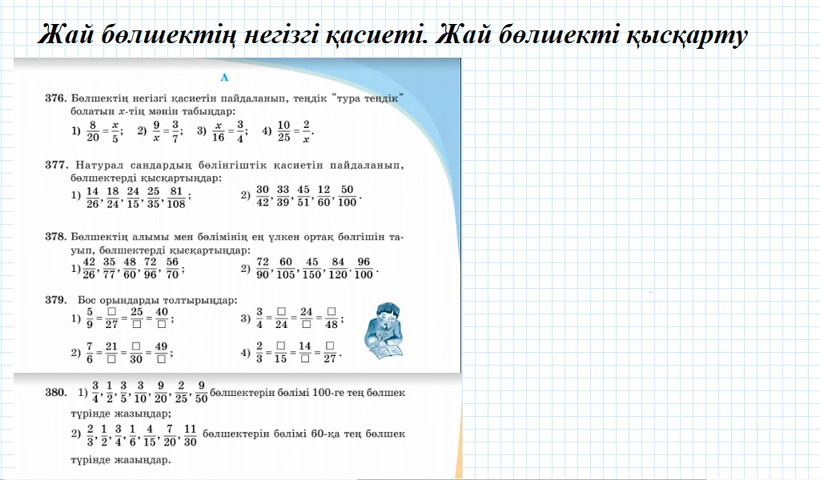 Жай бөлшектің негізгі қасиеті. Жай бөлшекті қысқарту
А
376. Бөлшектің негізгі қасиетін пайдаланып, теңдік "тура теңдік"
болатын x-тің мәнін табыңдар:
1) 8/20 = x/5; 2) 9/x = 3/7; 3) x/16 = 3/4; 4) 10/25 = 2/x.
377. Натурал сандардың бөлінгіштік қасиетін пайдаланып,
бөлшектерді қысқартыңдар:
1) 14/26, 18/24, 24/15, 25/35, 81/108; 2) 30/42, 33/39, 45/51, 12/60, 50/100.
378. Бөлшектің алымы мен бөлімінің ең үлкен ортақ бөлгішін та-
уып, бөлшектерді қысқартыңдар:
1) 42/26, 35/77, 48/60, 72/96, 56/70; 2) 72/90, 60/105, 45/150, 84/120, 96/100.
379. Бос орындарды толтырыңдар:
1) 5/9 = □/27 = 25/□ = 40/□; 3) 3/4 = □/24 = 24/□ = □/48;
2) 7/6 = 21/□ = □/30 = 49/□; 4) 2/3 = □/15 = 14/□ = □/27.
380. 1) 3/4, 1/2, 3/5, 3/10, 9/20, 2/25, 9/50 бөлшектерін бөлімі 100-ге тең бөлшек
түрінде жазыңдар;
2) 2/3, 1/2, 3/4, 1/6, 4/15, 7/20, 11/30 бөлшектерін бөлімі 60-қа тең бөлшек
түрінде жазыңдар.